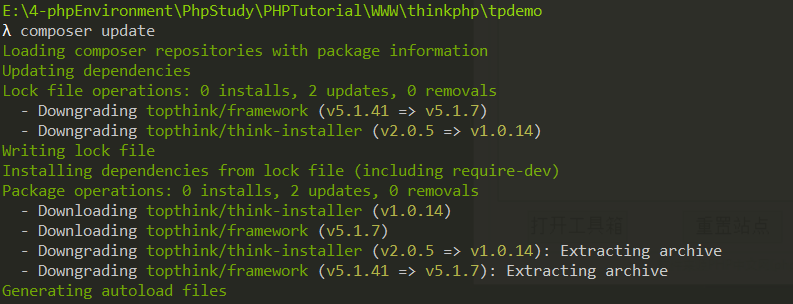 E:\4-phpEnvironment\PhpStudy\PHPTutorial\WWW\thinkphp\tpdemo
λ composer update
Loading composer repositories with package information
Updating dependencies
Lock file operations: 0 installs, 2 updates, 0 removals
  - Downgrading topthink/framework (v5.1.41 => v5.1.7)
  - Downgrading topthink/think-installer (v2.0.5 => v1.0.14)
Writing lock file
Installing dependencies from lock file (including require-dev)
Package operations: 0 installs, 2 updates, 0 removals
  - Downloading topthink/think-installer (v1.0.14)
  - Downloading topthink/framework (v5.1.7)
  - Downgrading topthink/think-installer (v2.0.5 => v1.0.14): Extracting archive
  - Downgrading topthink/framework (v5.1.41 => v5.1.7): Extracting archive
Generating autoload files
打开工具箱